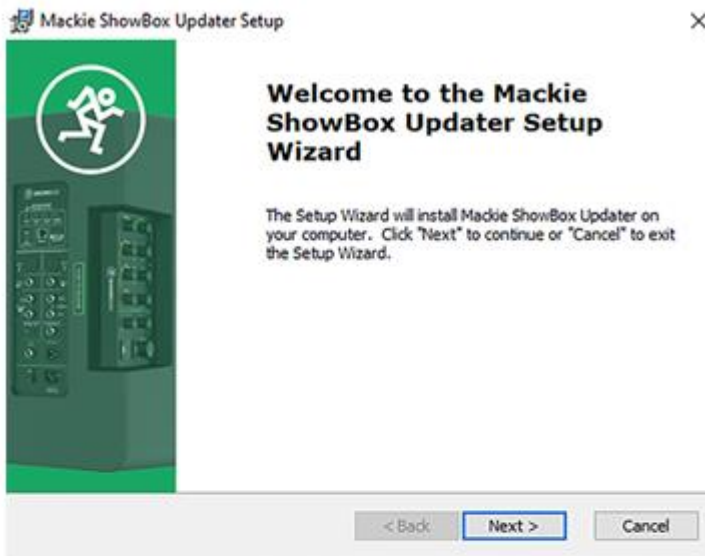 Mackie ShowBox Updater Setup
Welcome to the Mackie
ShowBox Updater Setup
Wizard
The Setup Wizard will install Mackie ShowBox Updater on
your computer. Click "Next" to continue or "Cancel" to exit
the Setup Wizard.
< Back
Next >
Cancel